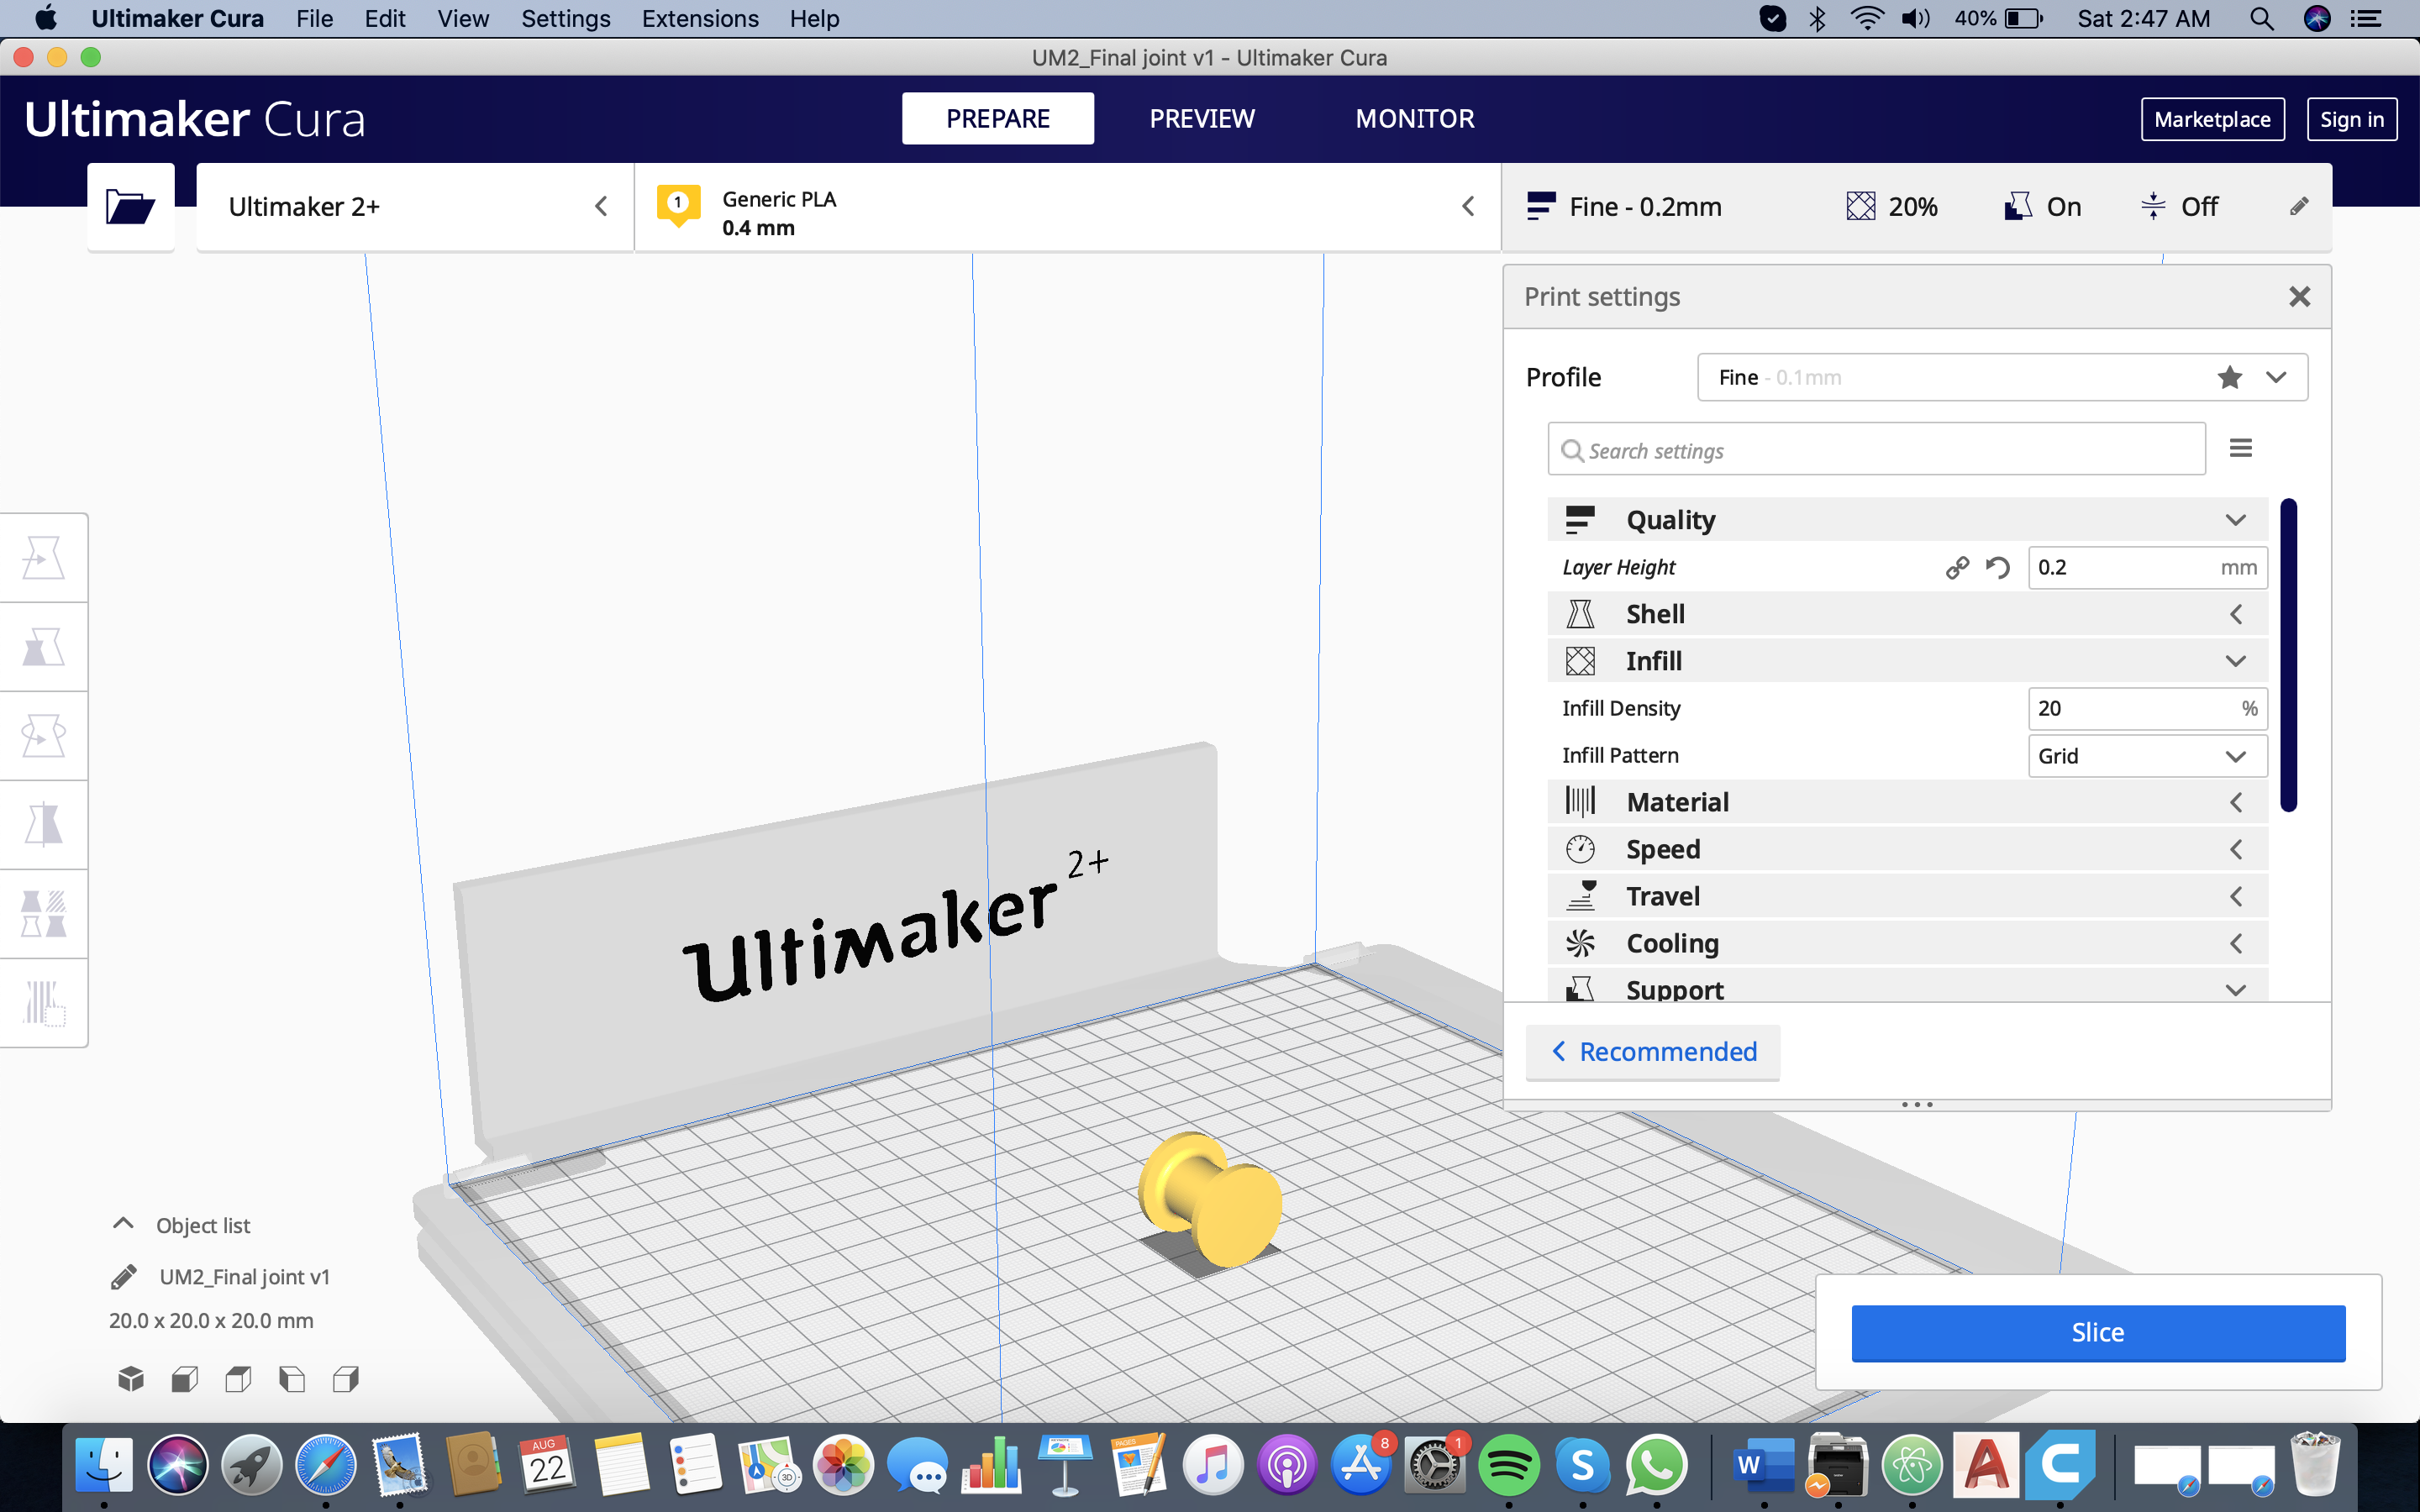 Ultimaker Cura File Edit View Settings Extensions Help 40% Sat 2:47 AM
UM2_Final joint v1 - Ultimaker Cura
Ultimaker Cura PREPARE PREVIEW MONITOR Marketplace Sign in
Ultimaker 2+
1 Generic PLA
0.4 mm
Fine - 0.2mm 20% On Off
Print settings
Profile Fine - 0.1mm
Search settings
Quality
Layer Height 0.2 mm
Shell
Infill
Infill Density 20 %
Infill Pattern Grid
Material
Speed
Travel
Cooling
Support
Recommended
Ultimaker 2+
Object list
UM2_Final joint v1
20.0 x 20.0 x 20.0 mm
Slice
AUG
22
3D
PAGES
8
1
S
W
A
C